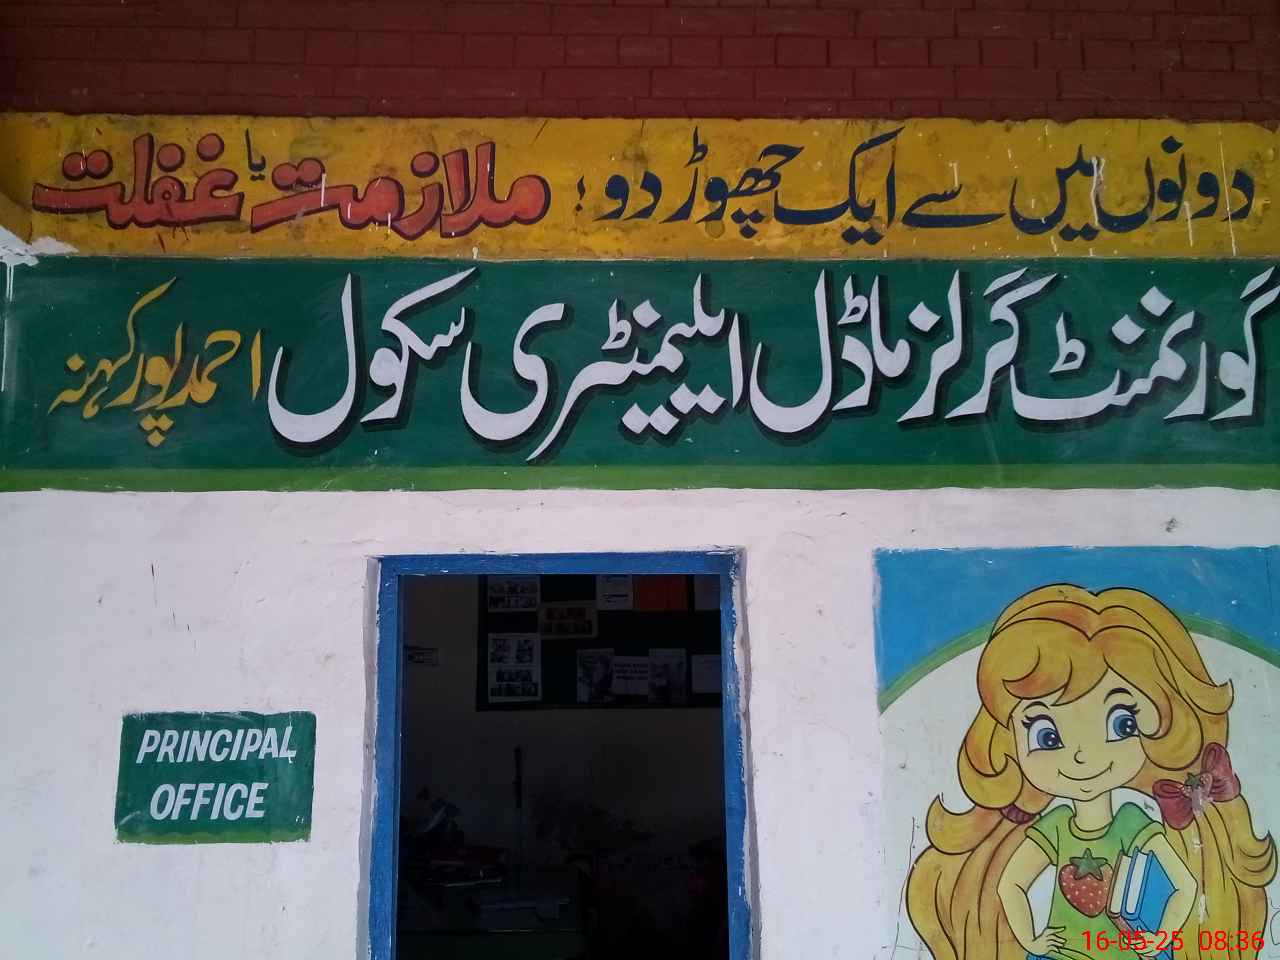 دونوں میں سے ایک چھوڑ دو؛ ملازمت یا غفلت
گورنمنٹ گرلز ماڈل ایلیمنٹری سکول احمد پور کہنہ
PRINCIPAL
OFFICE
16-05-25 08:36